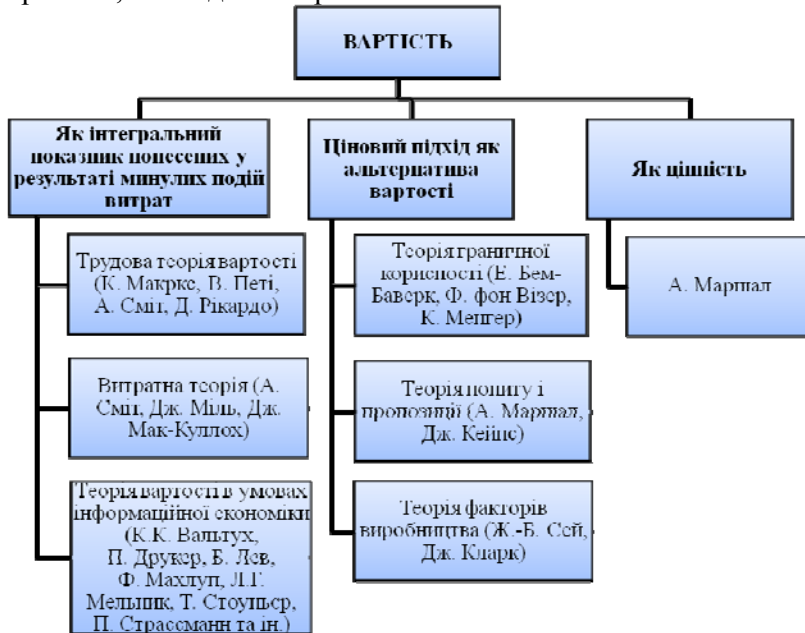 ВАРТІСТЬ
Як інтегральний
показник понесених у
результаті минулих подій
витрат
Ціновий підхід як
альтернатива
вартості
Як цінність
Трудова теорія вартості
(К. Макркс, В. Петі,
А. Сміт, Д. Рікардо)
Теорія граничної
корисності (Е. Бем-
Баверк, Ф. фон Візер,
К. Менгер)
А. Маршал
Витратна теорія (А.
Сміт, Дж. Міль, Дж.
Мак-Куллох)
Теорія попиту і
пропозиції (А. Маршал,
Дж. Кейнс)
Теорія вартості в умовах
інформаційної економіки
(К.К. Вальтух,
П. Друкер, Б. Лев,
Ф. Махлуп, Л.Г.
Мельник, Т. Стоуньєр,
П. Страссманн та ін.)
Теорія факторів
виробництва (Ж.-Б. Сей,
Дж. Кларк)